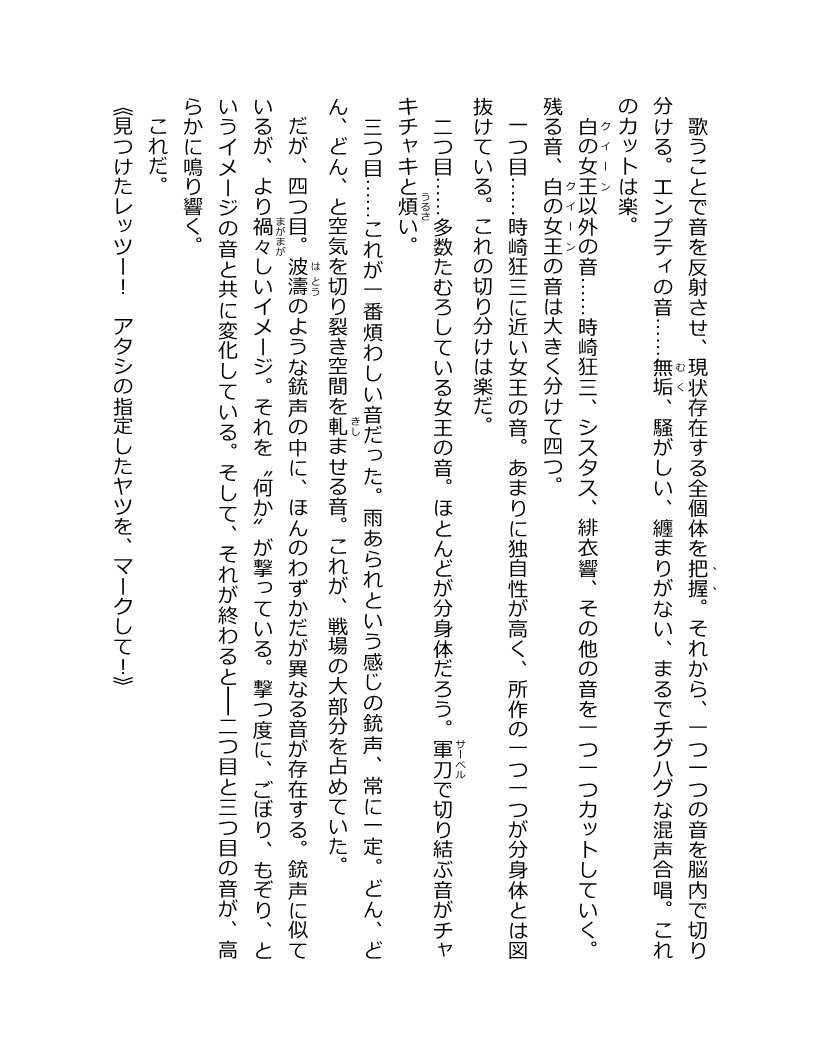 歌うことで音を反射させ、現状存在する全個体を把握。それから、一つ一つの音を脳内で切り
分ける。エンプティの音……無垢、騒がしい、纏まりがない、まるでチグハグな混声合唱。これ
のカットは楽。
白の女王以外の音……時崎狂三、シスタス、緋衣響、その他の音を一つ一つカットしていく。
残る音、白の女王の音は大きく分けて四つ。
一つ目……時崎狂三に近い女王の音。あまりに独自性が高く、所作の一つ一つが分身体とは図
抜けている。これの切り分けは楽だ。
二つ目……多数たむろしている女王の音。ほとんどが分身体だろう。軍刀で切り結ぶ音がチャ
キチャキと煩い。
三つ目……これが一番煩わしい音だった。雨あられという感じの銃声、常に一定。どん、ど
ん、どん、と空気を切り裂き空間を軋ませる音。これが、戦場の大部分を占めていた。
だが、四つ目。波濤のような銃声の中に、ほんのわずかだが異なる音が存在する。銃声に似て
いるが、より禍々しいイメージ。それを〝何か〟が撃っている。撃つ度に、ごぼり、もぞり、と
いうイメージの音と共に変化している。そして、それが終わると――二つ目と三つ目の音が、高
らかに鳴り響く。
これだ。
《見つけたレッツー！　アタシの指定したヤツを、マークして！》